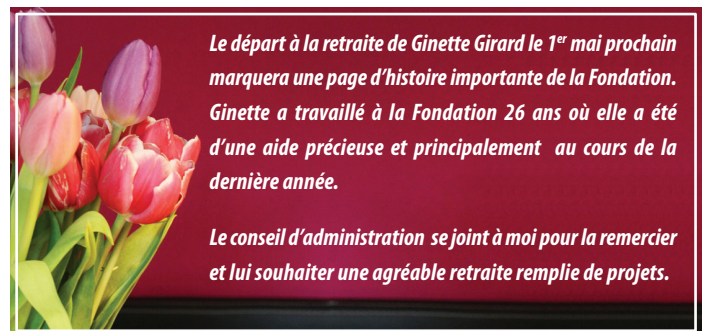 Le départ à la retraite de Ginette Girard le 1er mai prochain
marquera une page d'histoire importante de la Fondation.
Ginette a travaillé à la Fondation 26 ans où elle a été
d'une aide précieuse et principalement au cours de la
dernière année.
Le conseil d'administration se joint à moi pour la remercier
et lui souhaiter une agréable retraite remplie de projets.